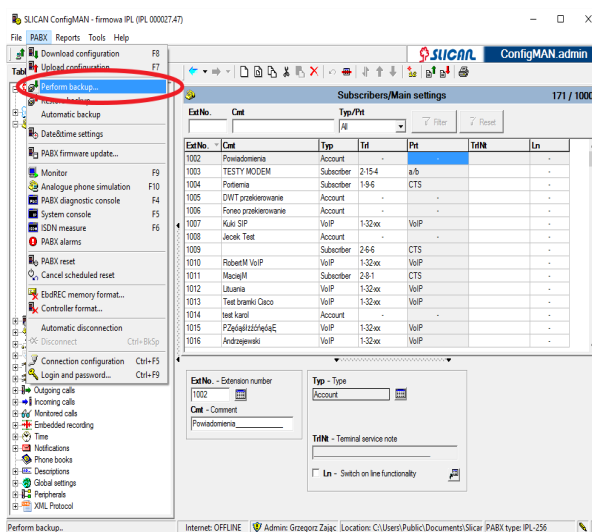 SLICAN ConfigMAN - firmowa IPL (IPL 000027.47)
File PABX Reports Tools Help
SLICAN ConfigMAN.admin
Download configuration F8
Upload configuration F7
Perform backup...
Restore backup...
Automatic backup
Date&time settings
PABX firmware update...
Monitor F9
Analogue phone simulation F10
PABX diagnostic console F4
System console F5
ISDN measure F6
PABX alarms
PABX reset
Cancel scheduled reset
EbdREC memory format...
Controller format...
Automatic disconnection
Disconnect Ctrl+BkSp
Connection configuration Ctrl+F5
Login and password... Ctrl+F9
Outgoing calls
Incoming calls
Monitored calls
Embedded recording
Time
Notifications
Phone books
Descriptions
Global settings
Peripherals
XML Protocol
Subscribers/Main settings 171 / 1000
ExtNo. Cmt Typ/Prt
All Filter Reset
ExtNo. Cmt Typ TrNo Prt TrlNt Ln
1002 Powiadomienia Account - - -
1003 TESTY MODEM Subscriber 2-15-4 a/b -
1004 Portiernia Subscriber 1-9-6 CTS -
1005 DWT przekierowanie Account - - -
1006 Foneo przekierowanie Account - - -
1007 Kuki SIP VoIP 1-32-xx VoIP -
1008 Jacek Test Account - - -
1009 Subscriber 2-6-6 CTS -
1010 RobertM VoIP VoIP 1-32-xx VoIP -
1011 MaciejM Subscriber 2-8-1 CTS -
1012 Lituania VoIP 1-32-xx VoIP -
1013 Test bramki Cisco VoIP 1-32-xx VoIP -
1014 test karol Account - - -
1015 VoIP 1-32-xx VoIP -
1016 Andrzejewski VoIP 1-32-xx VoIP -
ExtNo. - Extension number
1002
Cmt - Comment
Powiadomienia
Typ - Type
Account
TrlNt - Terminal service note
Ln - Switch on line functionality
Perform backup.. Internet: OFFLINE Admin: Grzegorz Zając Location: C:\Users\Public\Documents\Slican PABX type: IPL-256